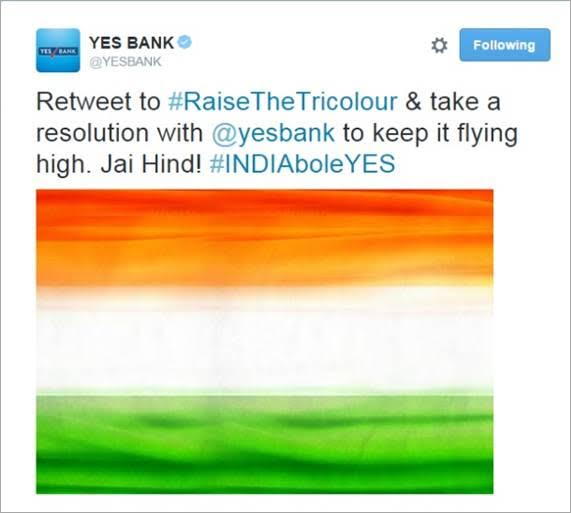 YES BANK
YES BANK
@YESBANK
Following
Retweet to #RaiseTheTricolour & take a
resolution with @yesbank to keep it flying
high. Jai Hind! #INDIAboleYES